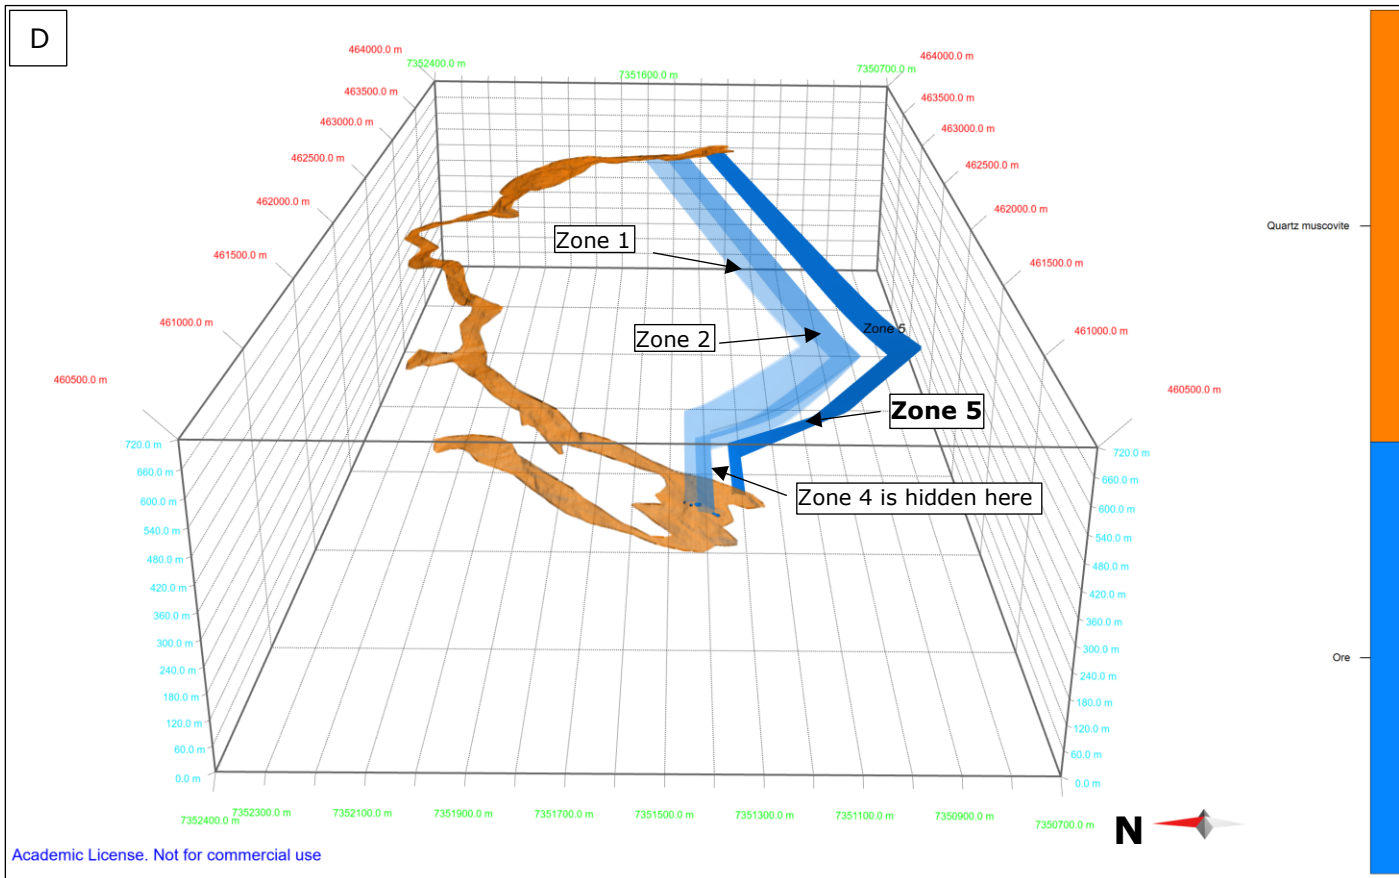 D
464000.0 m
7352400.0 m
7351600.0 m
7350700.0 m
464000.0 m
463500.0 m
463500.0 m
463000.0 m
463000.0 m
462500.0 m
462500.0 m
462000.0 m
462000.0 m
461500.0 m
461500.0 m
461000.0 m
461000.0 m
460500.0 m
460500.0 m
Quartz muscovite
Ore
Zone 1
Zone 2
Zone 5
Zone 5
Zone 4 is hidden here
720.0 m
660.0 m
600.0 m
540.0 m
480.0 m
420.0 m
360.0 m
300.0 m
240.0 m
180.0 m
120.0 m
60.0 m
0.0 m
720.0 m
660.0 m
600.0 m
540.0 m
480.0 m
420.0 m
360.0 m
300.0 m
240.0 m
180.0 m
120.0 m
60.0 m
0.0 m
7352400.0 m
7352300.0 m
7352100.0 m
7351900.0 m
7351700.0 m
7351500.0 m
7351300.0 m
7351100.0 m
7350900.0 m
7350700.0 m
N
Academic License. Not for commercial use